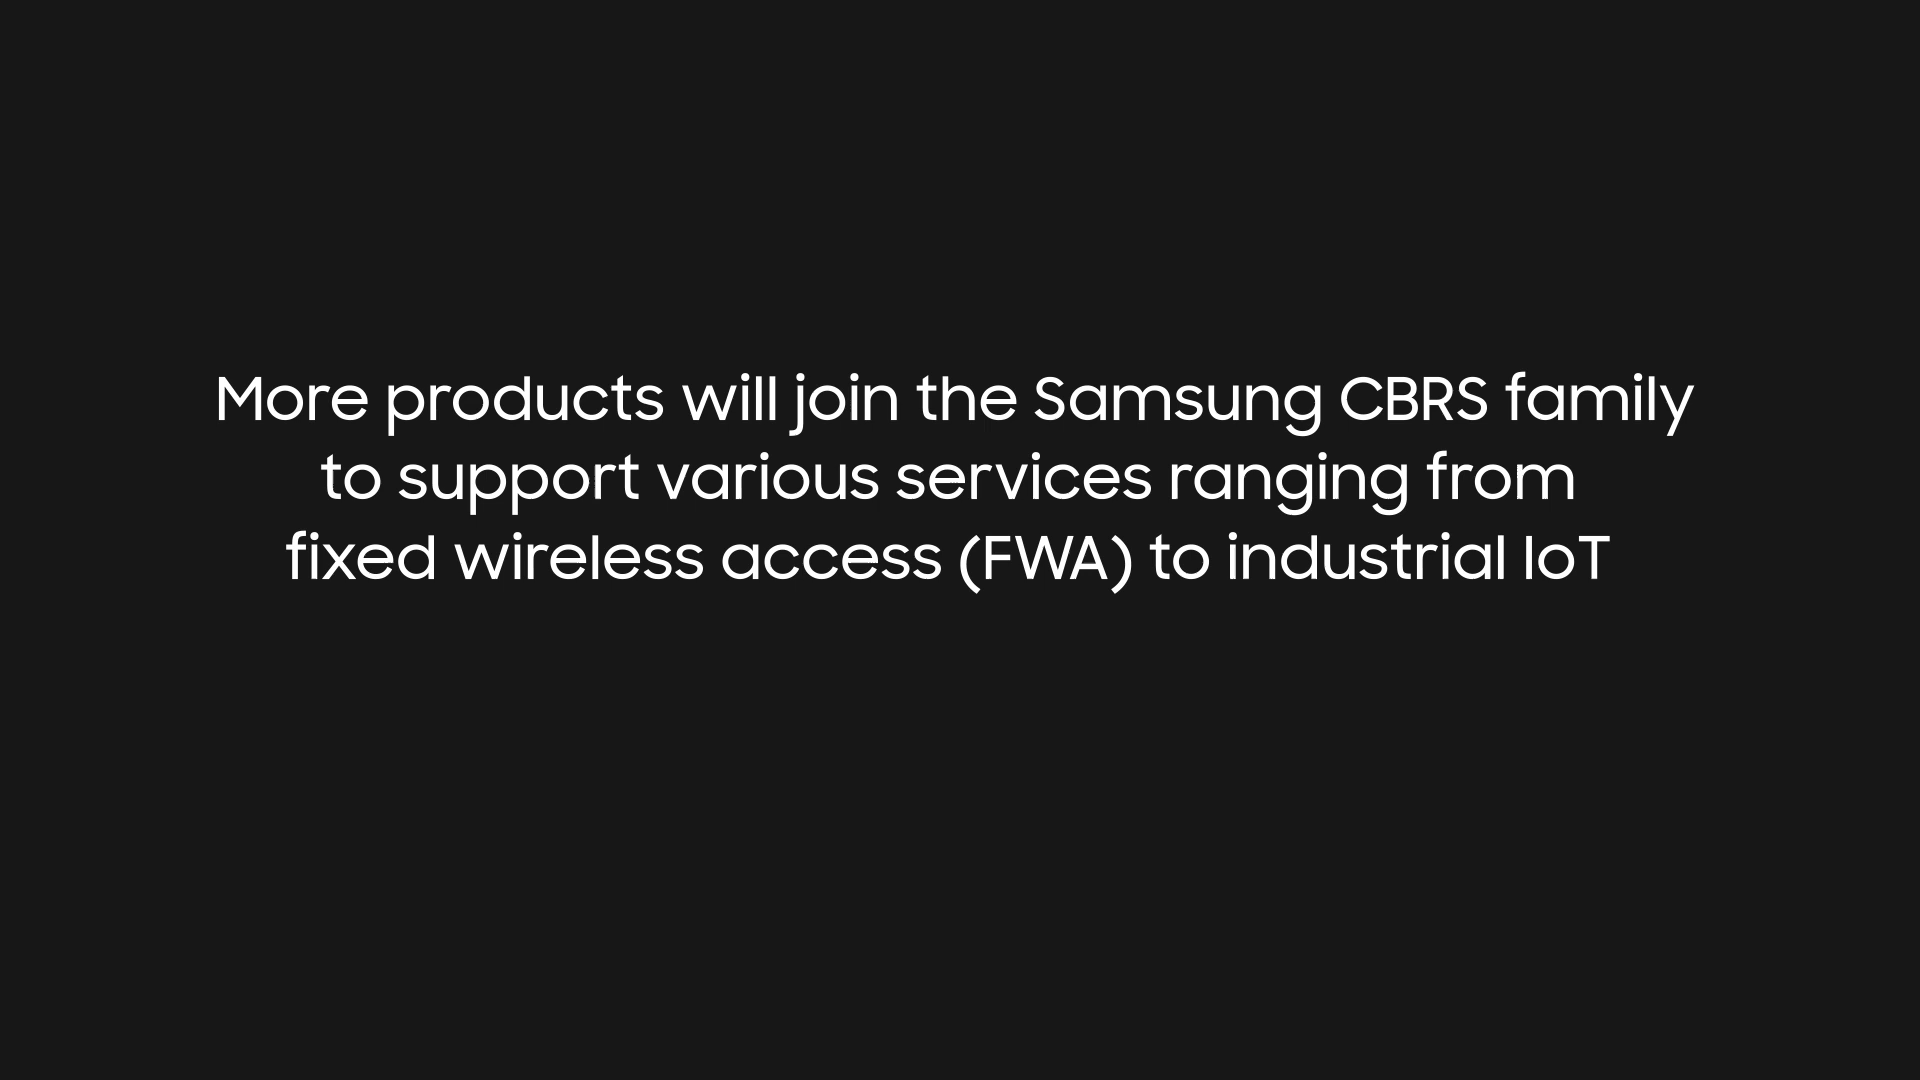 More products will join the Samsung CBRS family
to support various services ranging from
fixed wireless access (FWA) to industrial IoT